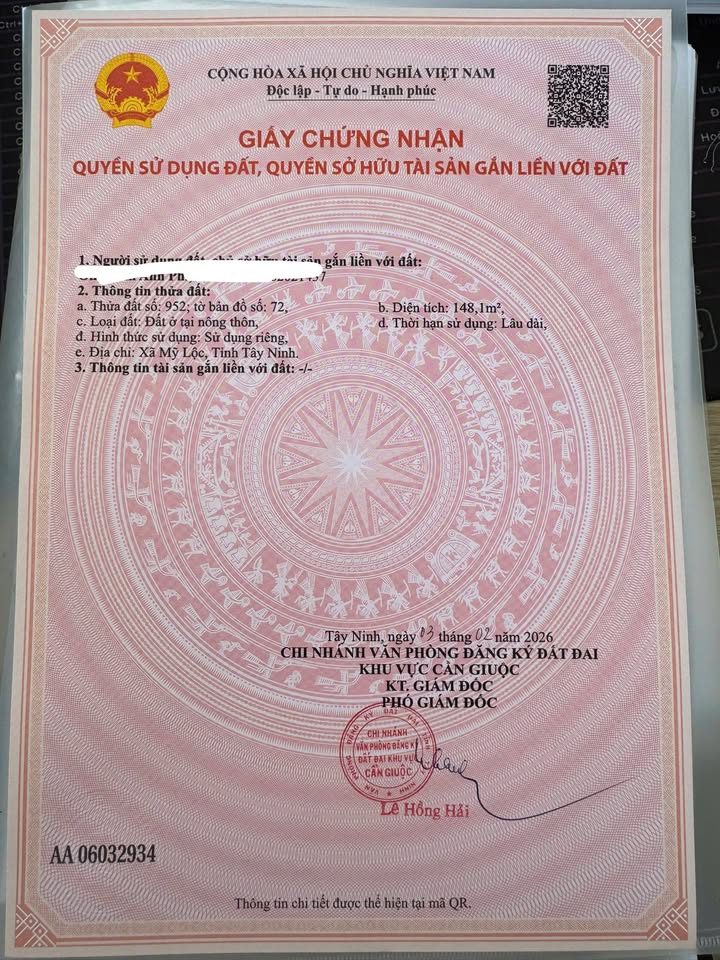 CỘNG HÒA XÃ HỘI CHỦ NGHĨA VIỆT NAM
Độc lập - Tự do - Hạnh phúc
GIẤY CHỨNG NHẬN
QUYỀN SỬ DỤNG ĐẤT, QUYỀN SỞ HỮU TÀI SẢN GẮN LIỀN VỚI ĐẤT
1. Người sử dụng đất, chủ sở hữu tài sản gắn liền với đất:
2. Thông tin thửa đất:
a. Thửa đất số: 952; tờ bản đồ số: 72, b. Diện tích: 148,1m²,
c. Loại đất: Đất ở tại nông thôn, d. Thời hạn sử dụng: Lâu dài,
đ. Hình thức sử dụng: Sử dụng riêng,
e. Địa chỉ: Xã Mỹ Lộc, Tỉnh Tây Ninh.
3. Thông tin tài sản gắn liền với đất: -/-
Tây Ninh, ngày 03 tháng 02 năm 2026
CHI NHÁNH VĂN PHÒNG ĐĂNG KÝ ĐẤT ĐAI
KHU VỰC CẦN GIUỘC
KT. GIÁM ĐỐC
PHÓ GIÁM ĐỐC
CHI NHÁNH
VĂN PHÒNG ĐĂNG KÝ
ĐẤT ĐAI KHU VỰC
CẦN GIUỘC
Lê Hồng Hải
AA 06032934
Thông tin chi tiết được thể hiện tại mã QR.